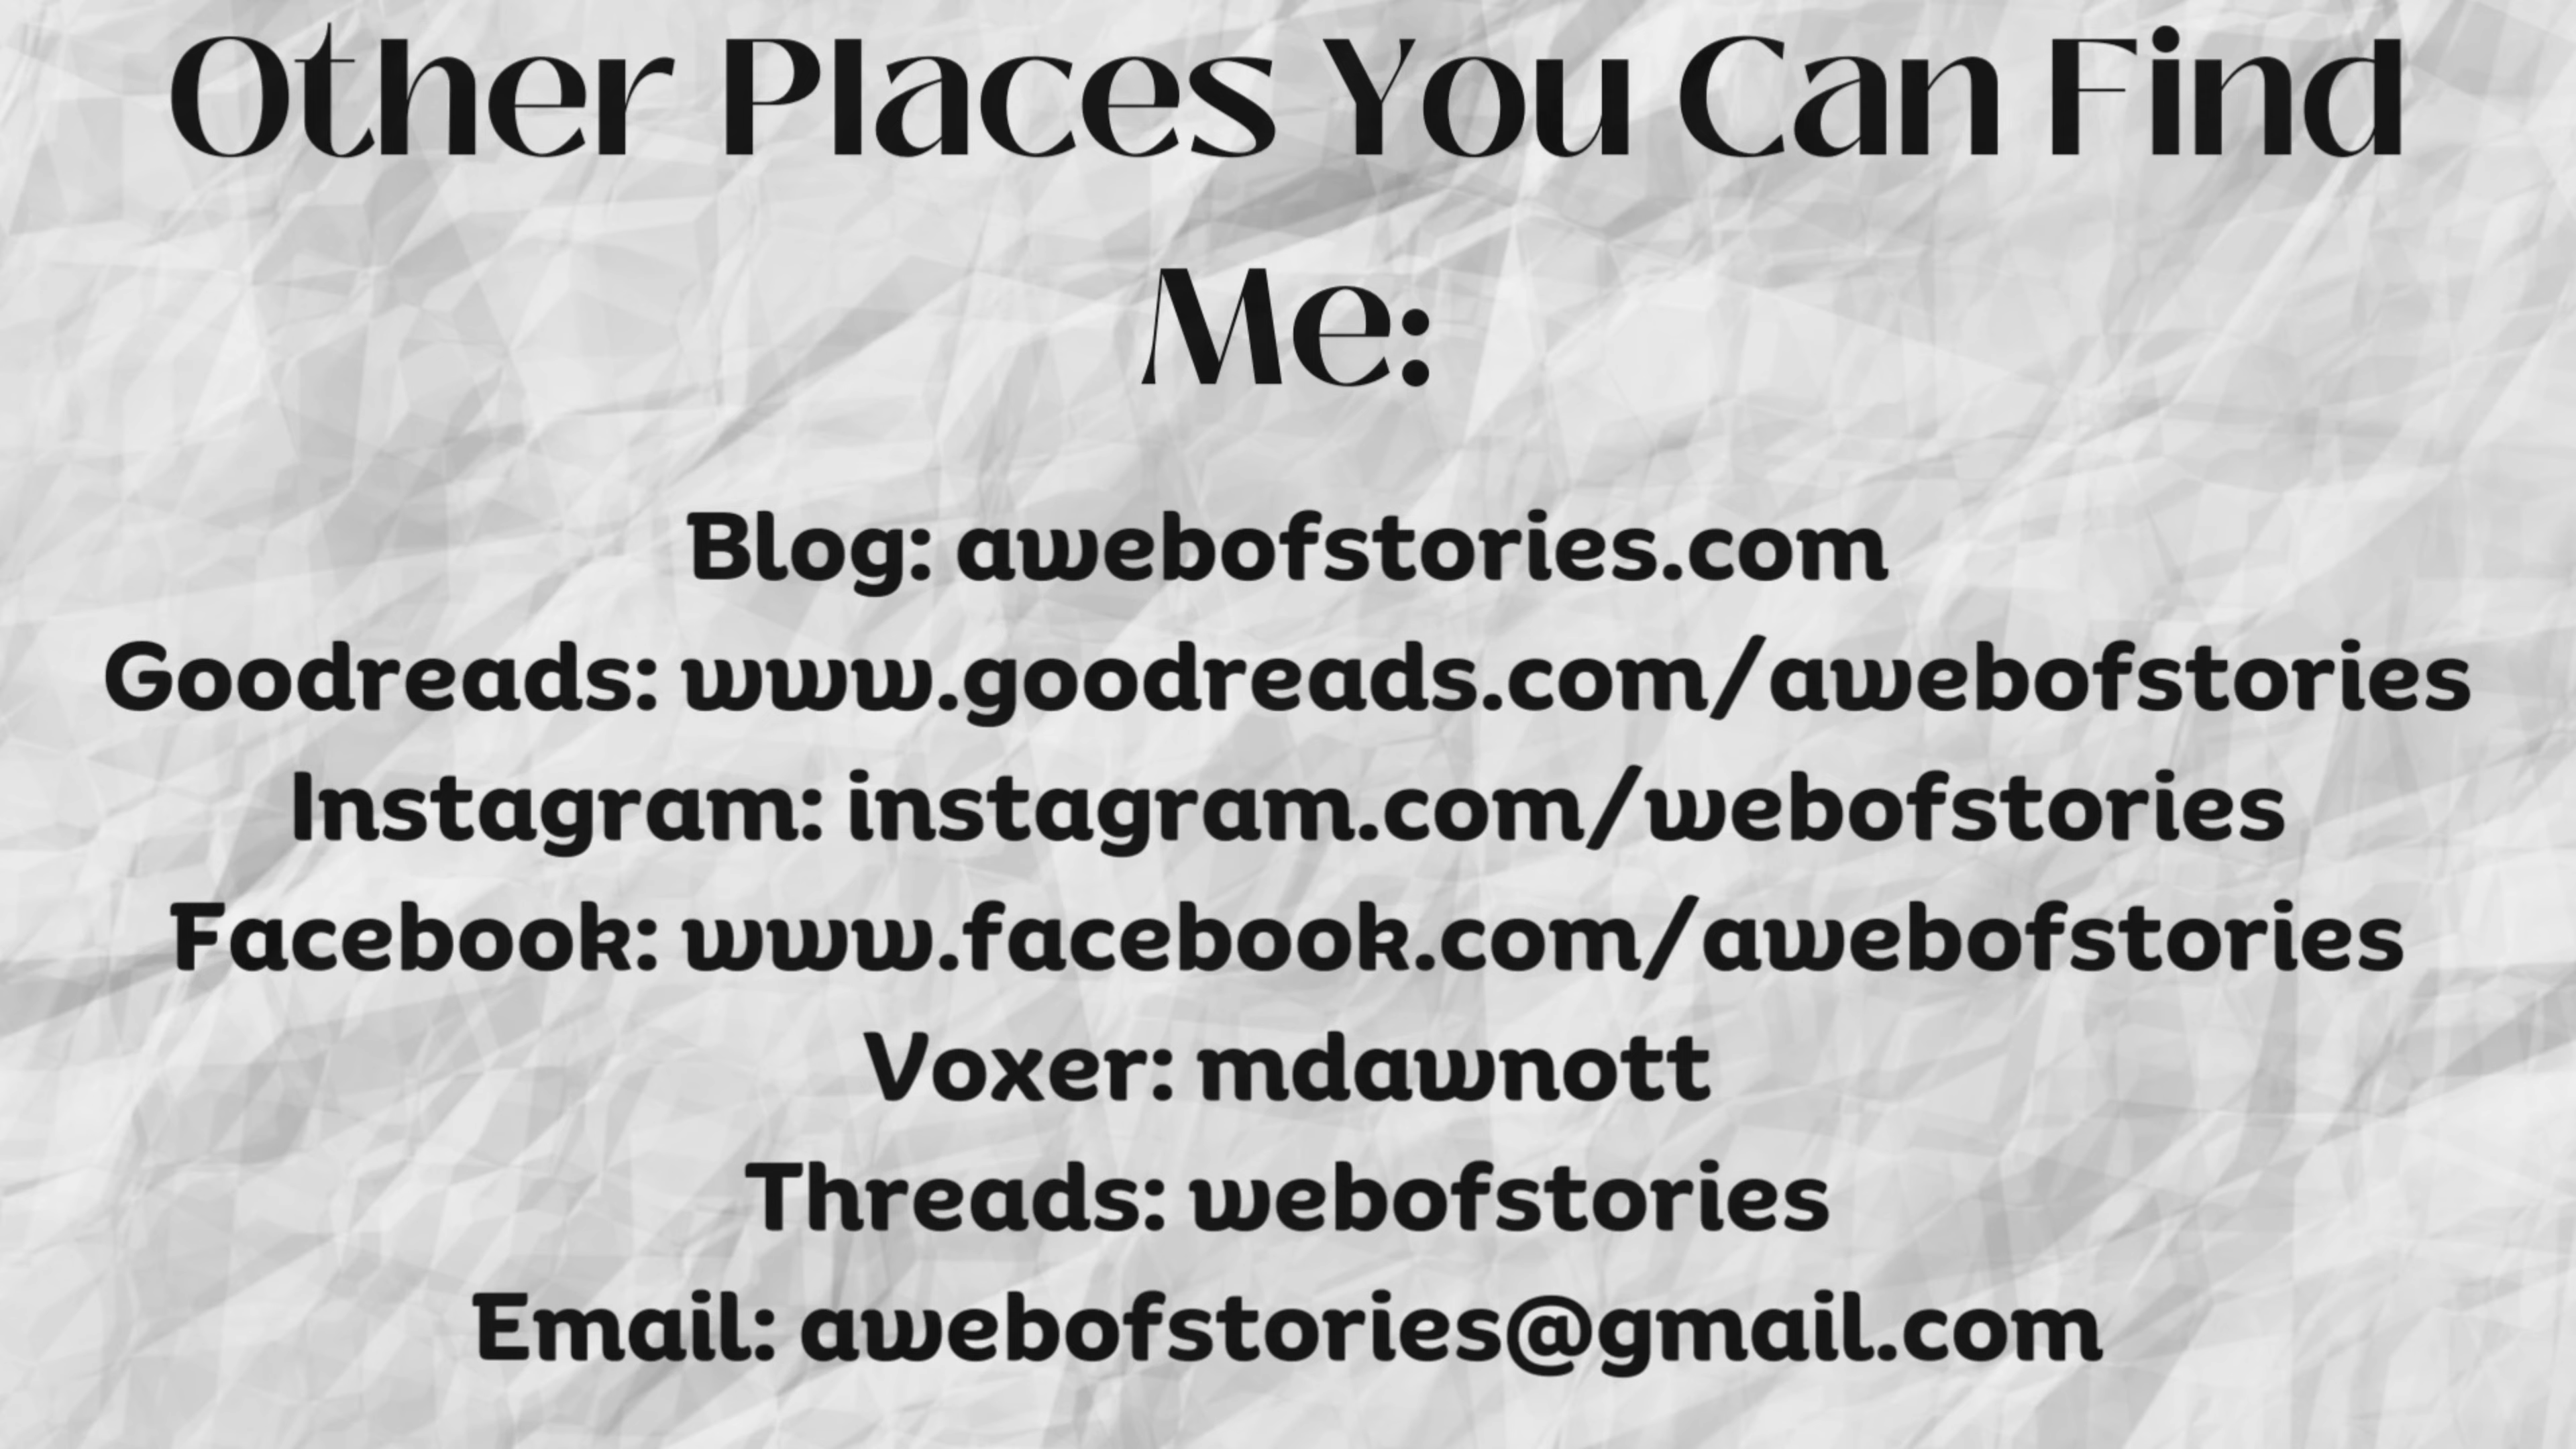 Other Places You Can Find
Me:
Blog: awebofstories.com
Goodreads: www.goodreads.com/awebofstories
Instagram: instagram.com/webofstories
Facebook: www.facebook.com/awebofstories
Voxer: mdawnott
Threads: webofstories
Email: awebofstories@gmail.com